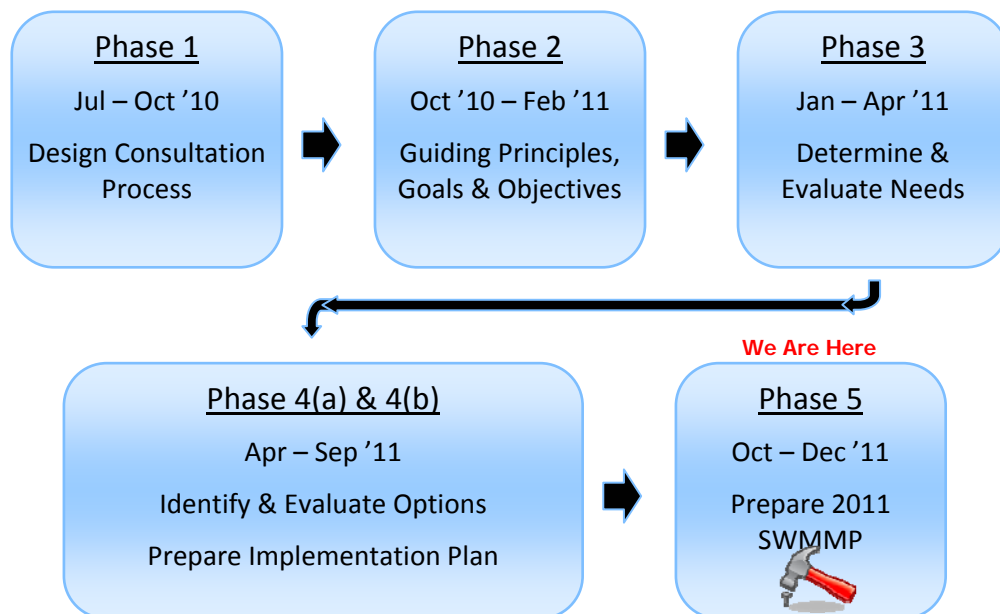 Phase 1
Jul – Oct ’10
Design Consultation
Process
Phase 2
Oct ’10 – Feb ’11
Guiding Principles,
Goals & Objectives
Phase 3
Jan – Apr ’11
Determine &
Evaluate Needs
Phase 4(a) & 4(b)
Apr – Sep ’11
Identify & Evaluate Options
Prepare Implementation Plan
We Are Here
Phase 5
Oct – Dec ’11
Prepare 2011
SWMMP